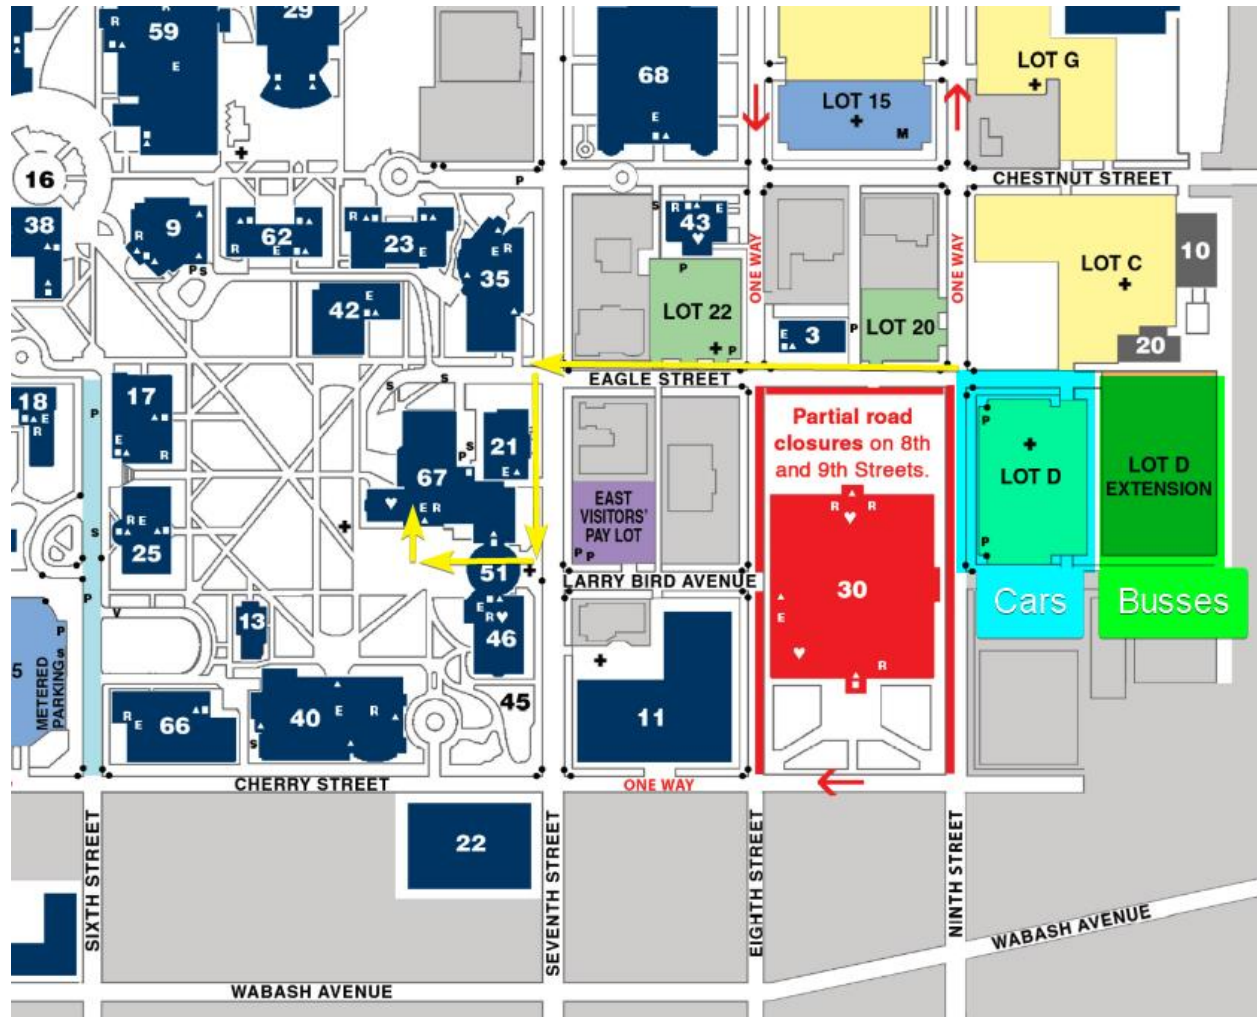 59
29
R
E
68
E
LOT 15
M
LOT G
16
P
CHESTNUT STREET
38
9
R
E
62
R
E
R
23
E
E R
35
S
R
43
E
P
ONE WAY
ONE WAY
LOT C
10
P S
42
E
LOT 22
P
E
3
P
LOT 20
20
EAGLE STREET
S
S
18
E
R
P
17
E
R
67
E R
S
P
21
E
Partial road
closures on 8th
and 9th Streets.
P
LOT D
P
LOT D
EXTENSION
EAST
VISITORS'
PAY LOT
P P
R
R
30
E
R
S
R E
25
51
LARRY BIRD AVENUE
Cars
Busses
P
V
13
E
R
46
5
METERED
PARKING
P
S
R
E
66
40
E
R
S
45
11
CHERRY STREET
ONE WAY
22
SIXTH STREET
SEVENTH STREET
EIGHTH STREET
NINTH STREET
WABASH AVENUE
WABASH AVENUE